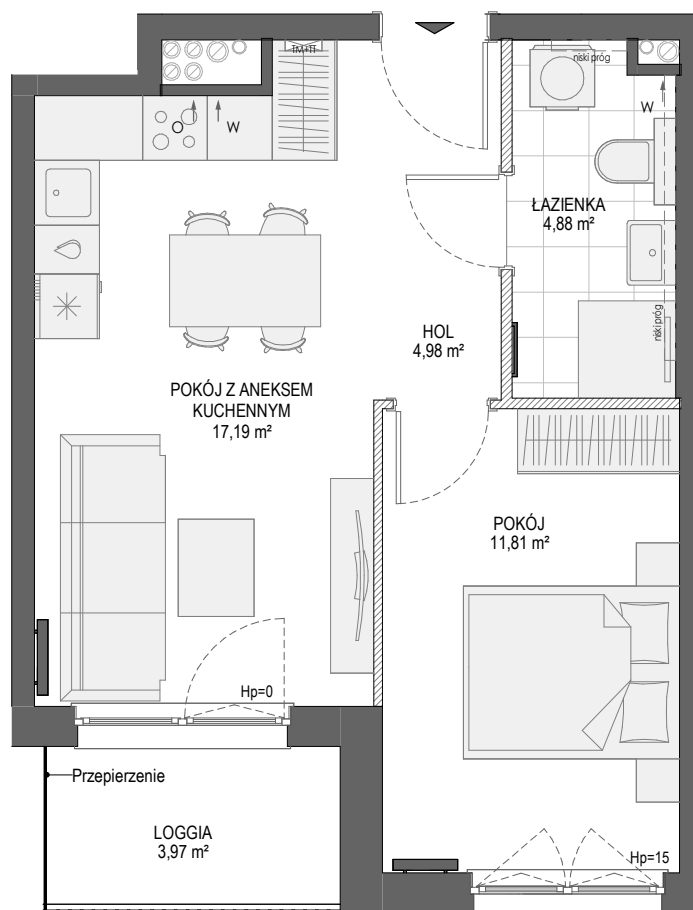 TM+TT
niski próg
O
W
W
ŁAZIENKA
4,88 m²
HOL
4,98 m²
niski próg
POKÓJ Z ANEKSEM
KUCHENNYM
17,19 m²
POKÓJ
11,81 m²
Hp=0
Przepierzenie
LOGGIA
3,97 m²
Hp=15